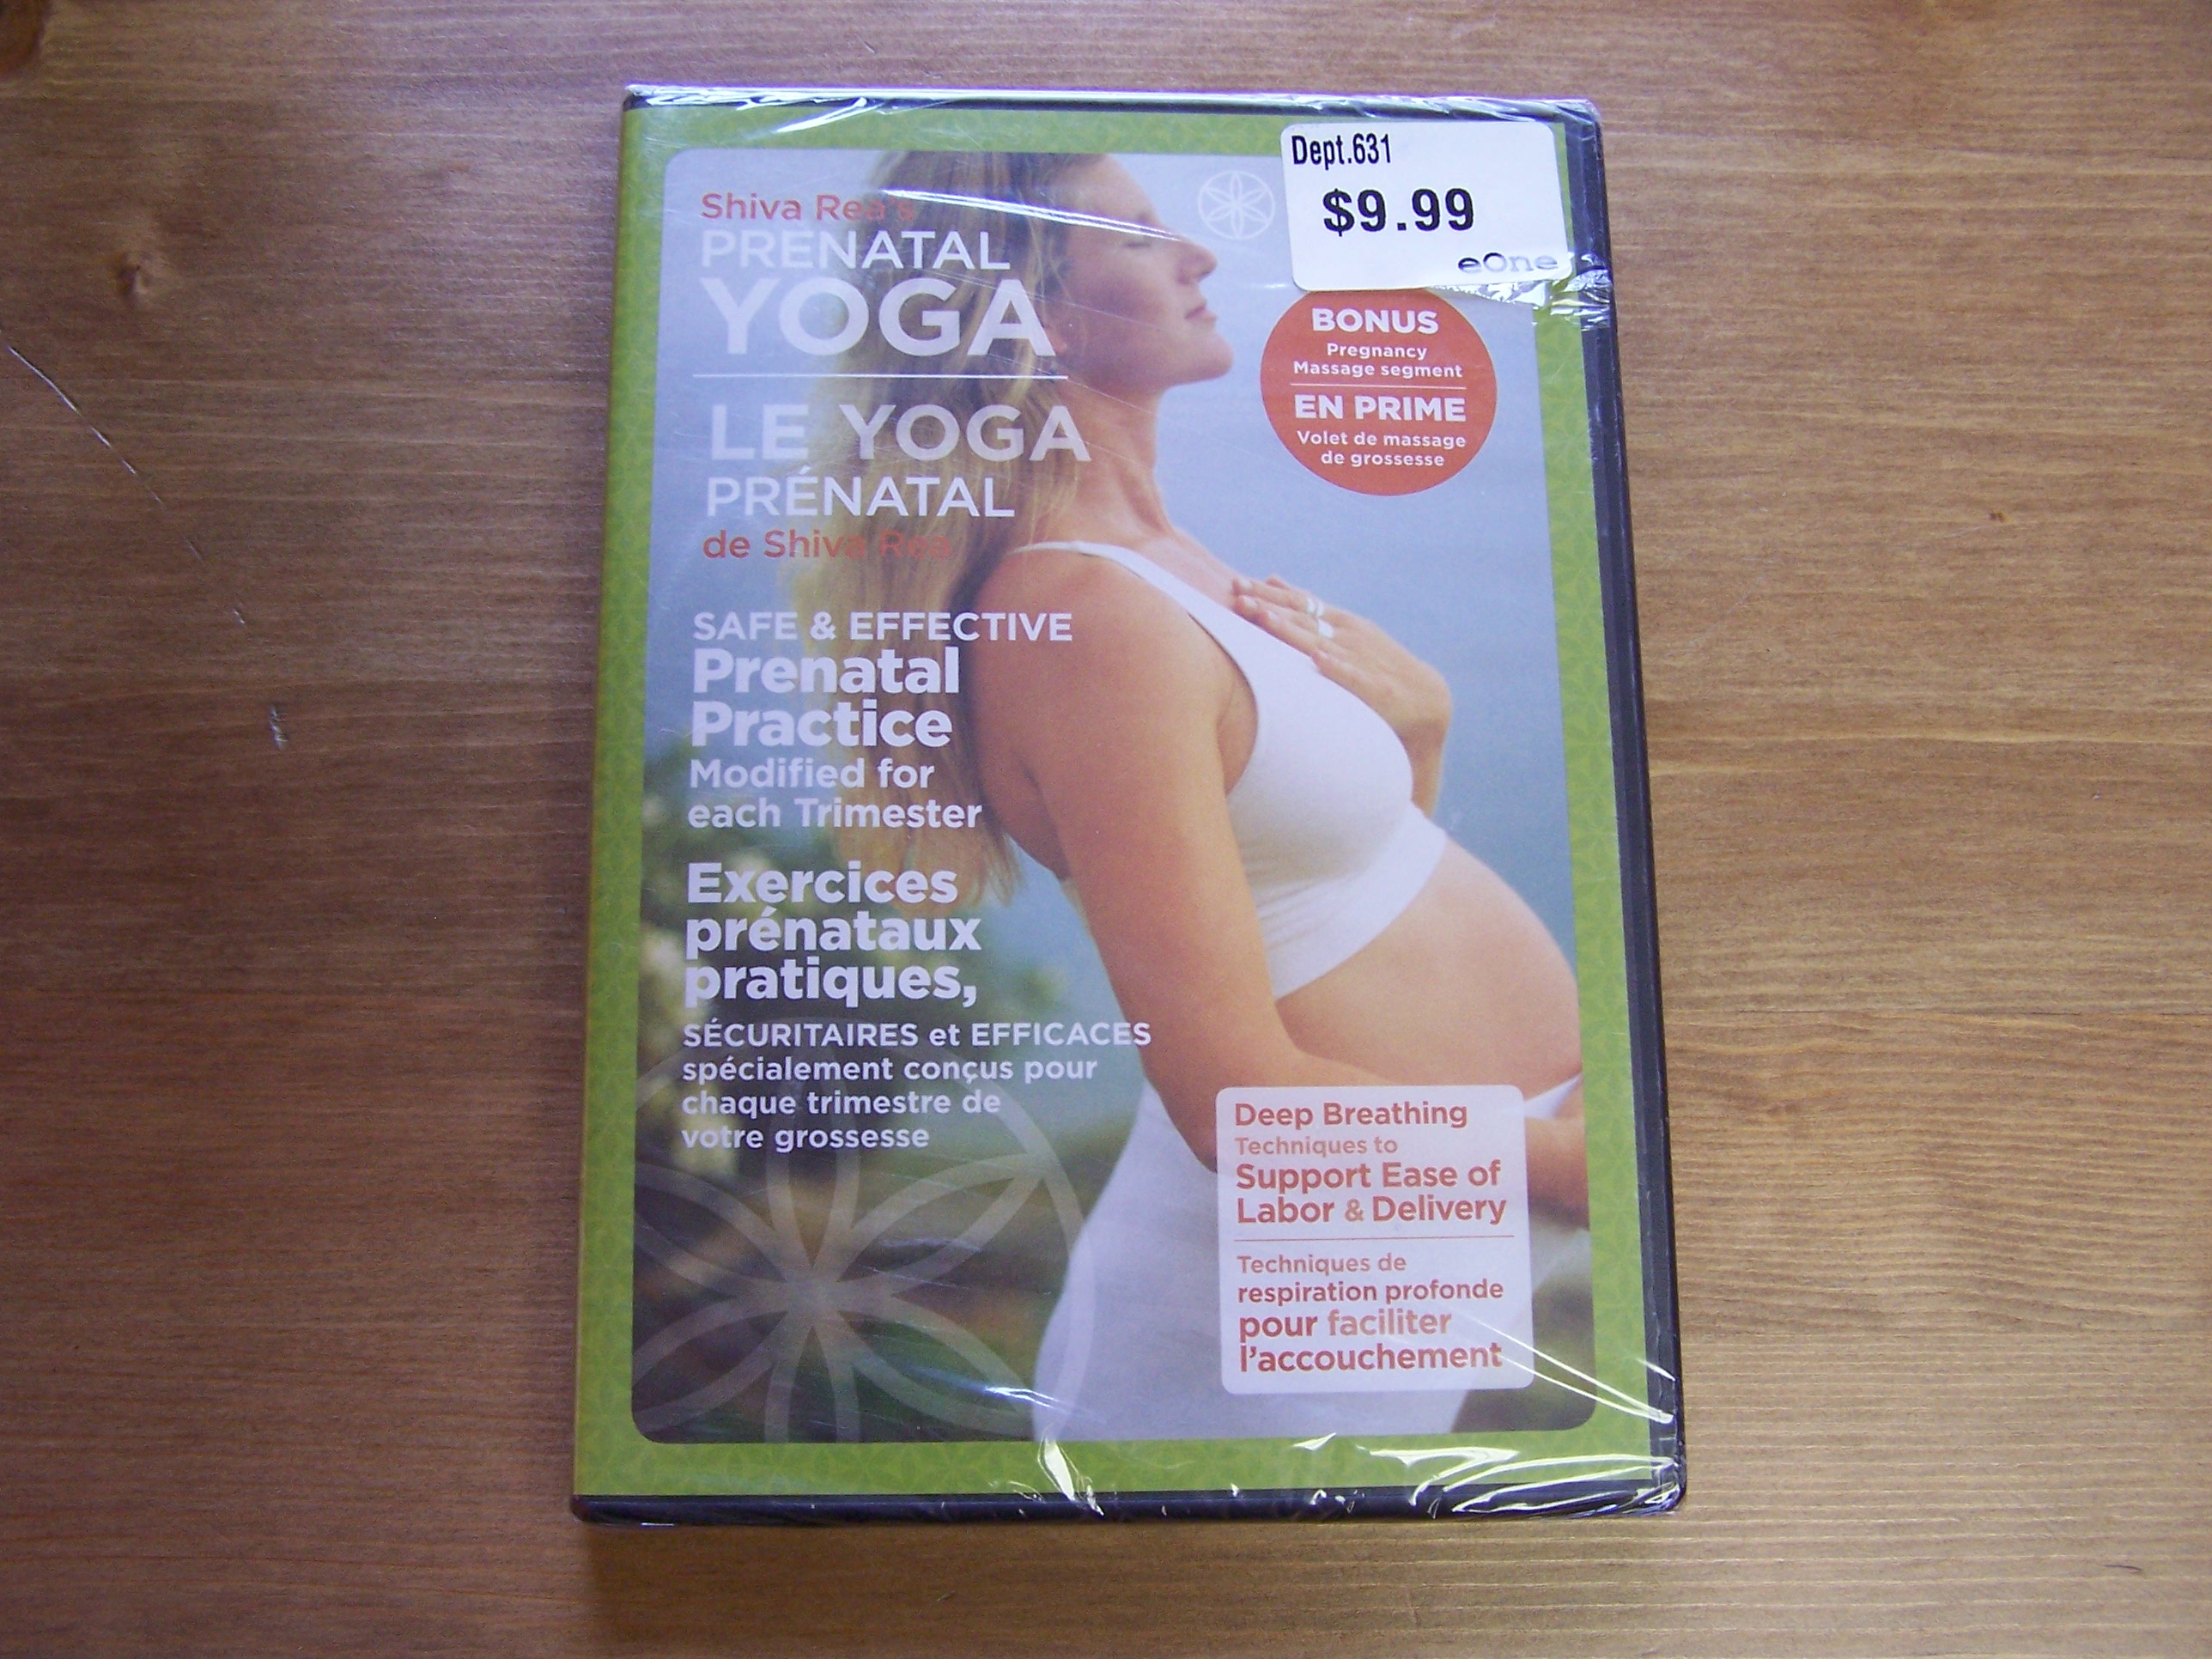 Dept.631
$9.99
eOne
Shiva Rea's
PRENATAL
YOGA
LE YOGA
PRÉNATAL
de Shiva Rea
BONUS
Pregnancy
Massage segment
EN PRIME
Volet de massage
de grossesse
SAFE & EFFECTIVE
Prenatal
Practice
Modified for
each Trimester
Exercices
prénataux
pratiques,
SÉCURITAIRES et EFFICACES
spécialement conçus pour
chaque trimestre de
votre grossesse
Deep Breathing
Techniques to
Support Ease of
Labor & Delivery
Techniques de
respiration profonde
pour faciliter
l'accouchement